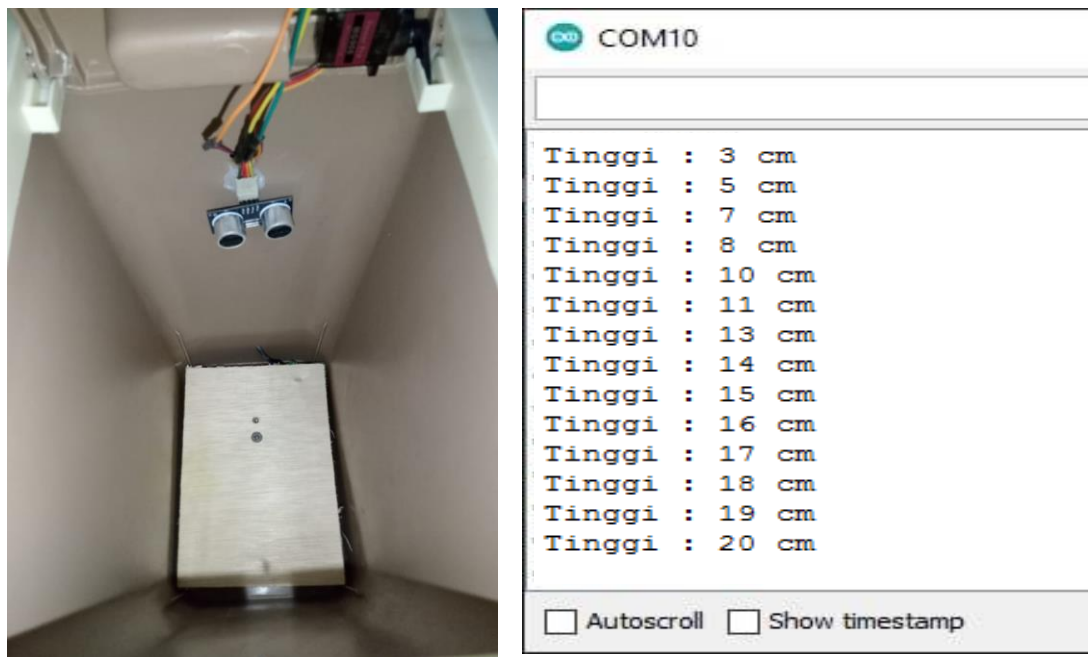 COM10
Tinggi : 3 cm
Tinggi : 5 cm
Tinggi : 7 cm
Tinggi : 8 cm
Tinggi : 10 cm
Tinggi : 11 cm
Tinggi : 13 cm
Tinggi : 14 cm
Tinggi : 15 cm
Tinggi : 16 cm
Tinggi : 17 cm
Tinggi : 18 cm
Tinggi : 19 cm
Tinggi : 20 cm
Autoscroll Show timestamp